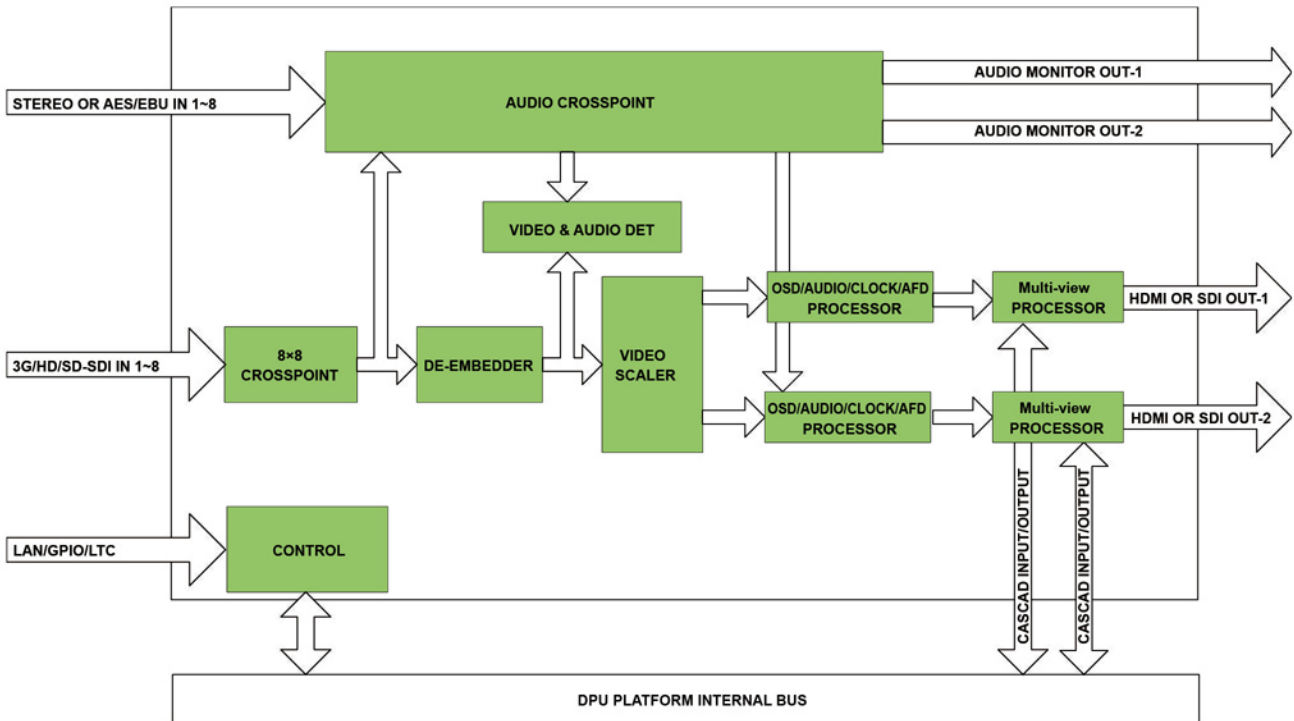 AUDIO MONITOR OUT-1
STEREO OR AES/EBU IN 1~8
AUDIO CROSSPOINT
AUDIO MONITOR OUT-2
VIDEO & AUDIO DET
OSD/AUDIO/CLOCK/AFD
PROCESSOR
Multi-view
PROCESSOR
HDMI OR SDI OUT-1
3G/HD/SD-SDI IN 1~8
8×8
CROSSPOINT
DE-EMBEDDER
VIDEO
SCALER
OSD/AUDIO/CLOCK/AFD
PROCESSOR
Multi-view
PROCESSOR
HDMI OR SDI OUT-2
LAN/GPIO/LTC
CONTROL
CASCAD INPUT/OUTPUT
CASCAD INPUT/OUTPUT
DPU PLATFORM INTERNAL BUS